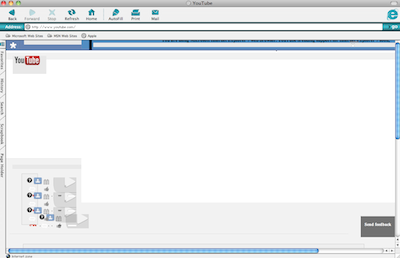 YouTube
Back Forward Stop Refresh Home AutoFill Print Mail
Address http://www.youtube.com/ go
Microsoft Web Sites MSN Web Sites Apple
Favorites
History
Search
Scrapbook
Page Holder
YouTube
Send feedback
Internet zone